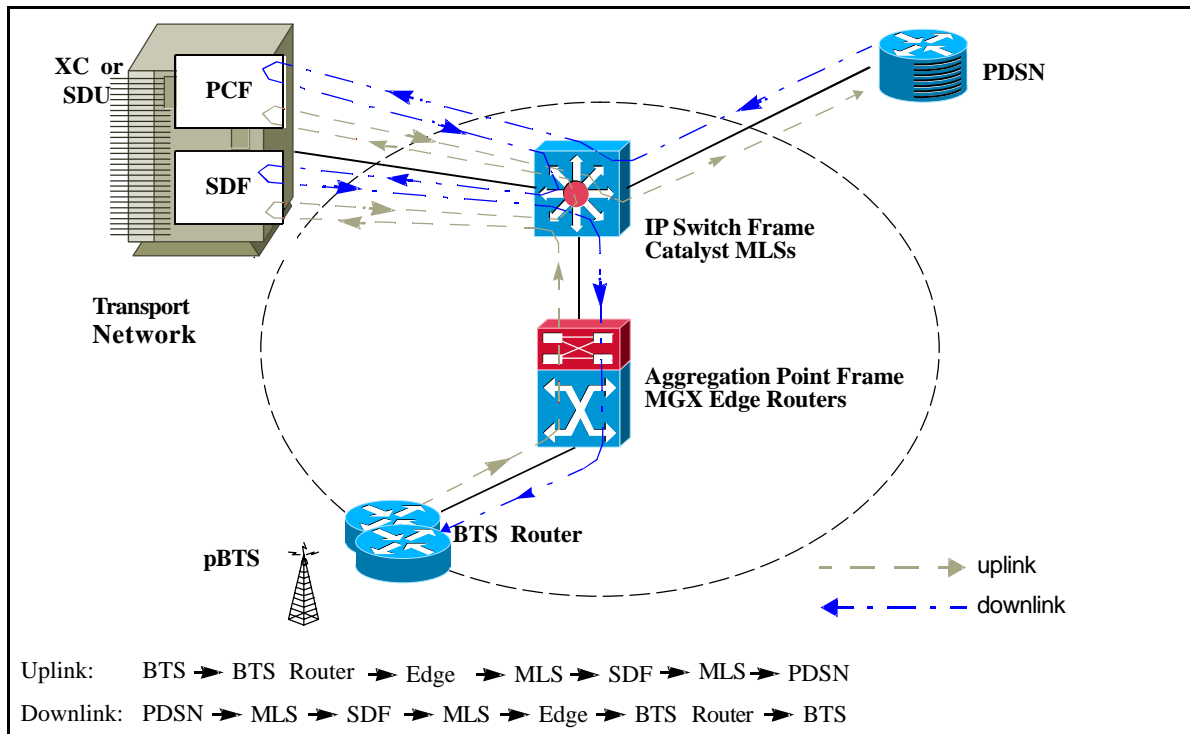 XC or
SDU
PCF
SDF
PDSN
IP Switch Frame
Catalyst MLSs
Transport
Network
Aggregation Point Frame
MGX Edge Routers
BTS Router
pBTS
uplink
downlink
Uplink: BTS → BTS Router → Edge → MLS → SDF → MLS → PDSN
Downlink: PDSN → MLS → SDF → MLS → Edge → BTS Router → BTS